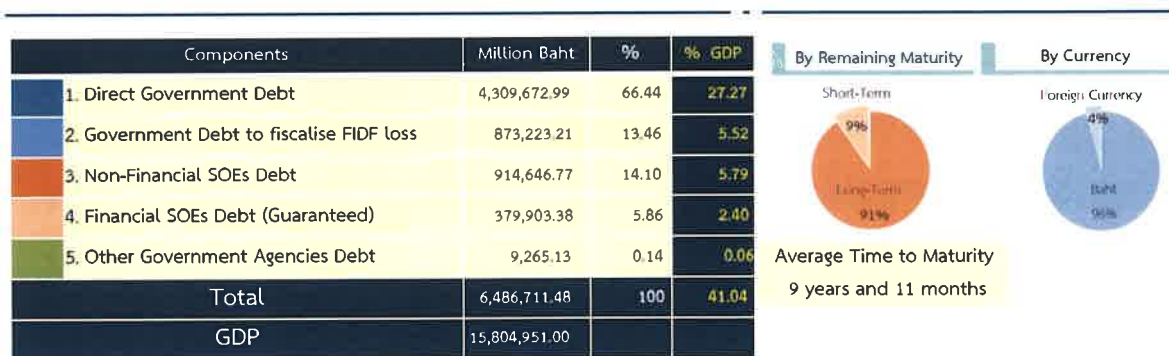 Components Million Baht % % GDP
1. Direct Government Debt 4,309,672.99 66.44 27.27
2. Government Debt to fiscalise FIDF loss 873,223.21 13.46 5.52
3. Non-Financial SOEs Debt 914,646.77 14.10 5.79
4. Financial SOEs Debt (Guaranteed) 379,903.38 5.86 2.40
5. Other Government Agencies Debt 9,265.13 0.14 0.06
Total 6,486,711.48 100 41.04
GDP 15,804,951.00
By Remaining Maturity
Short-Term
9%
Long-Term
91%
Average Time to Maturity
9 years and 11 months
By Currency
Foreign Currency
4%
Baht
96%